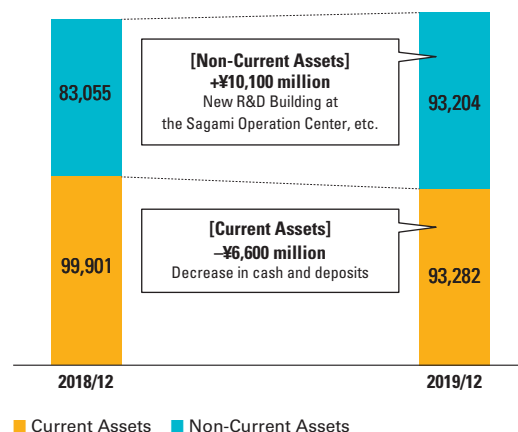 [Non-Current Assets]
+¥10,100 million
New R&D Building at
the Sagami Operation Center, etc.
83,055
93,204
[Current Assets]
–¥6,600 million
Decrease in cash and deposits
99,901
93,282
2018/12
2019/12
Current Assets
Non-Current Assets